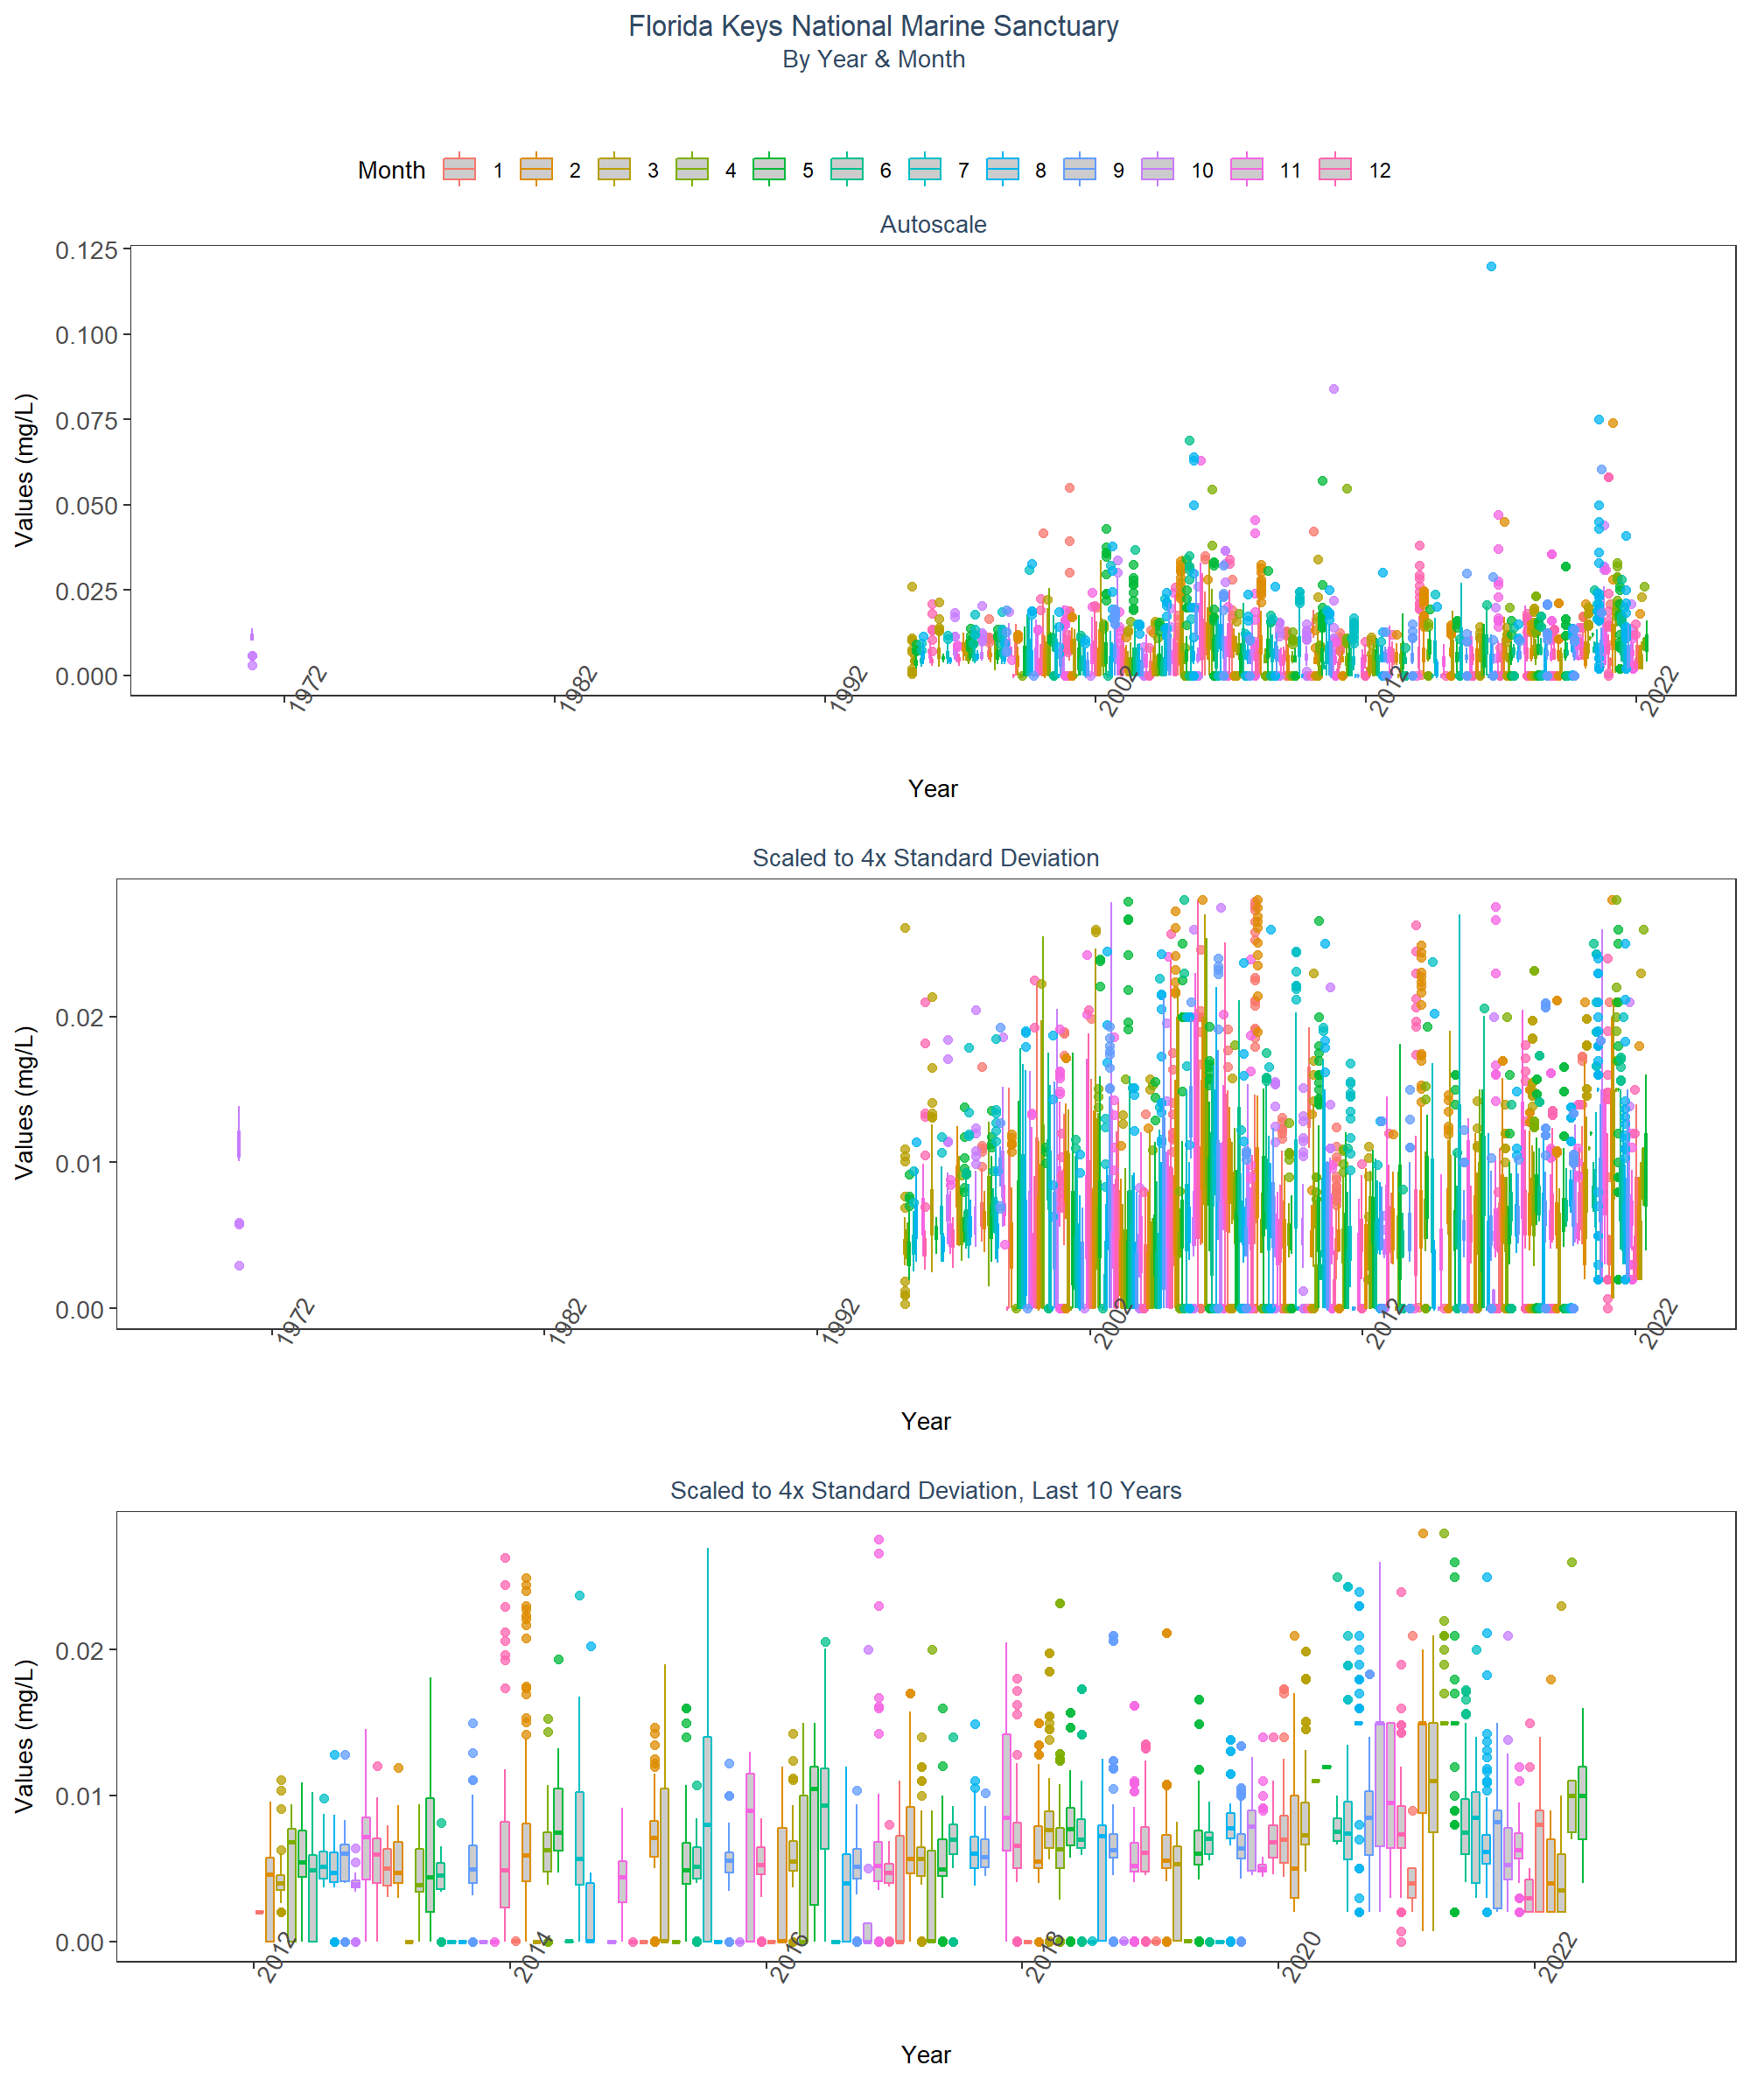 Florida Keys National Marine Sanctuary
By Year & Month
Month 1 2 3 4 5 6 7 8 9 10 11 12
Autoscale
Values (mg/L)
0.125
0.100
0.075
0.050
0.025
0.000
1972 1982 1992 2002 2012 2022
Year
Scaled to 4x Standard Deviation
Values (mg/L)
0.02
0.01
0.00
1972 1982 1992 2002 2012 2022
Year
Scaled to 4x Standard Deviation, Last 10 Years
Values (mg/L)
0.02
0.01
0.00
2012 2014 2016 2018 2020 2022
Year